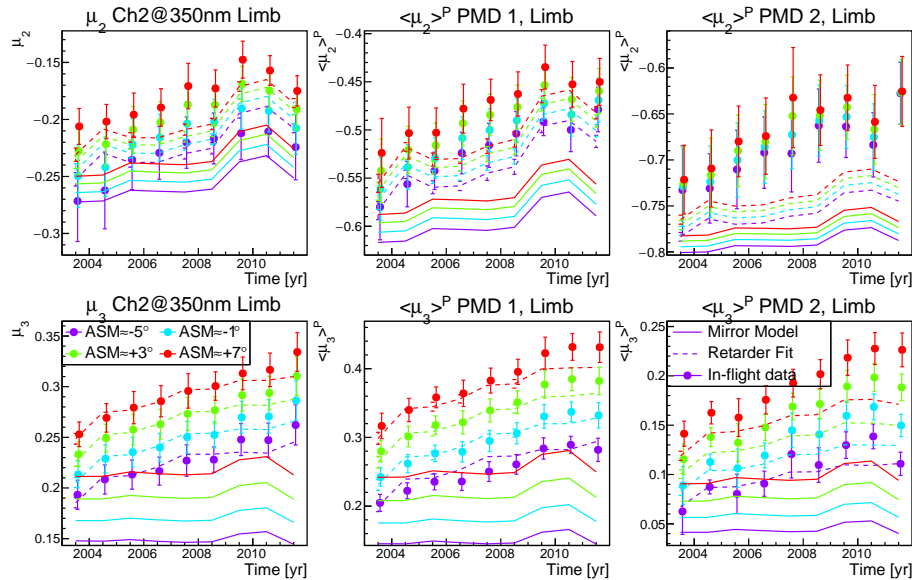 μ₂ Ch2@350nm Limb
<μ₂>ᴾ PMD 1, Limb
<μ₂>ᴾ PMD 2, Limb
μ₂
−0.15
−0.2
−0.25
−0.3
2004 2006 2008 2010
Time [yr]
<μ₂>ᴾ
−0.4
−0.45
−0.5
−0.55
−0.6
2004 2006 2008 2010
Time [yr]
<μ₂>ᴾ
−0.6
−0.65
−0.7
−0.75
−0.8
2004 2006 2008 2010
Time [yr]
μ₃ Ch2@350nm Limb
<μ₃>ᴾ PMD 1, Limb
<μ₃>ᴾ PMD 2, Limb
μ₃
0.35
0.3
0.25
0.2
0.15
ASM≈-5° ASM≈-1°
ASM≈+3° ASM≈+7°
2004 2006 2008 2010
Time [yr]
<μ₃>ᴾ
0.4
0.3
0.2
2004 2006 2008 2010
Time [yr]
<μ₃>ᴾ
0.25
0.2
0.15
0.1
0.05
Mirror Model
Retarder Fit
In-flight data
2004 2006 2008 2010
Time [yr]